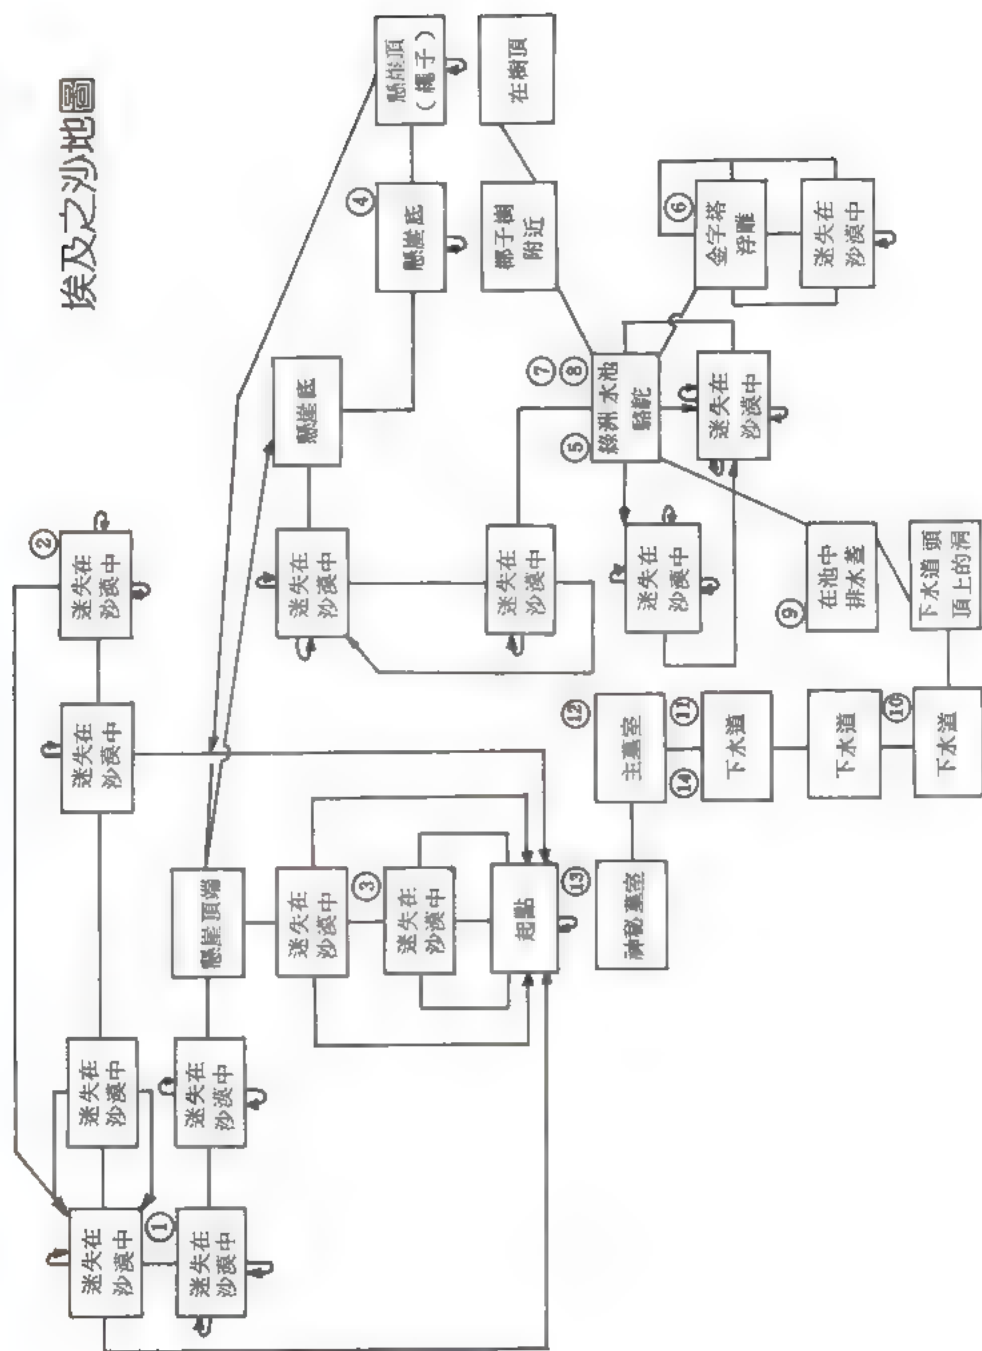 埃及之沙地圖
迷失在
沙漠中
迷失在
沙漠中
迷失在
沙漠中
②
迷失在
沙漠中
①
迷失在
沙漠中
迷失在
沙漠中
懸崖頂端
迷失在
沙漠中
迷失在
沙漠中
懸崖底
③
迷失在
沙漠中
④
懸崖底
懸崖頂
（繩子）
起點
迷失在
沙漠中
椰子樹
附近
在樹頂
⑬
⑫
⑤
⑦
⑧
神秘墓室
主墓室
迷失在
沙漠中
綠洲 水池
駱駝
⑭
⑪
⑥
下水道
迷失在
沙漠中
金字塔
浮雕
⑨
下水道
在池中
排水蓋
迷失在
沙漠中
⑩
下水道
下水道頭
頂上的洞